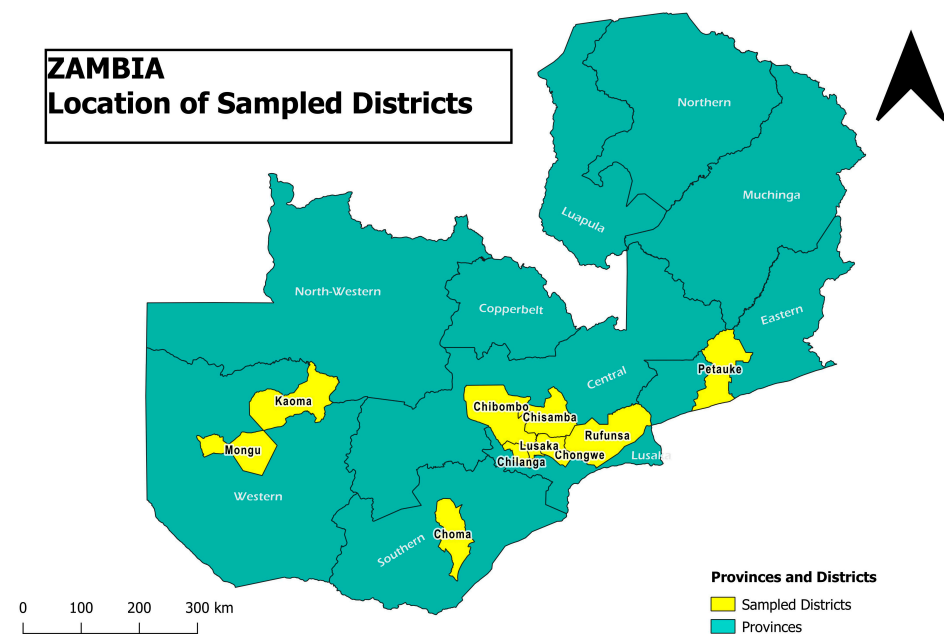 ZAMBIA
Location of Sampled Districts
Northern
Muchinga
Luapula
North-Western
Copperbelt
Eastern
Central
Petauke
Kaoma
Chibombo
Chisamba
Rufunsa
Mongu
Lusaka
Chongwe
Lusaka
Chilanga
Western
Choma
Southern
Provinces and Districts
Sampled Districts
Provinces
0 100 200 300 km